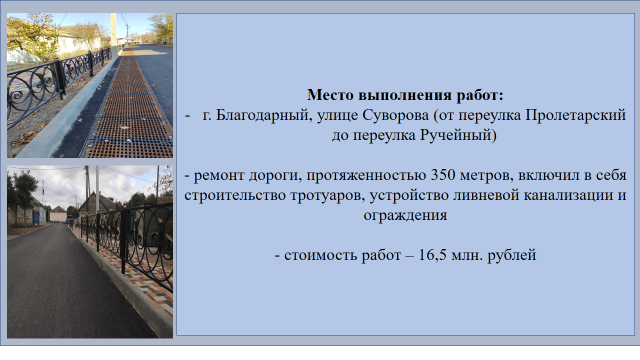 Место выполнения работ:
- г. Благодарный, улице Суворова (от переулка Пролетарский
до переулка Ручейный)
- ремонт дороги, протяженностью 350 метров, включил в себя
строительство тротуаров, устройство ливневой канализации и
ограждения
- стоимость работ – 16,5 млн. рублей